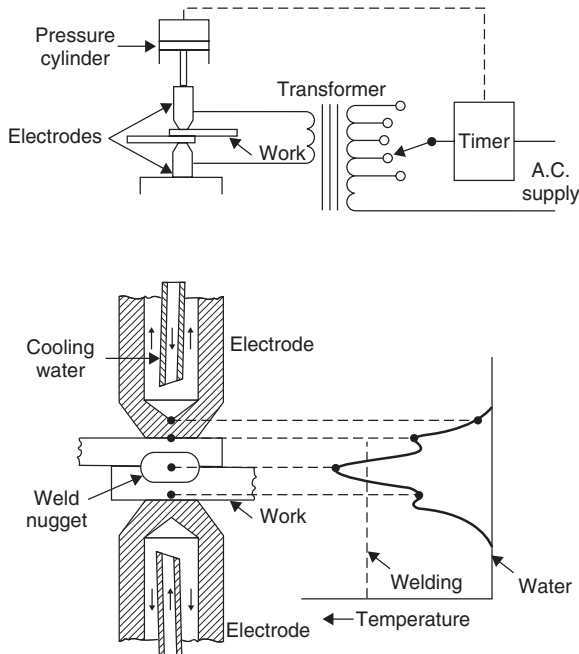 Pressure
cylinder
Transformer
Electrodes
Work
Timer
A.C.
supply
Cooling
water
Electrode
Weld
nugget
Work
Welding
Water
Temperature
Electrode